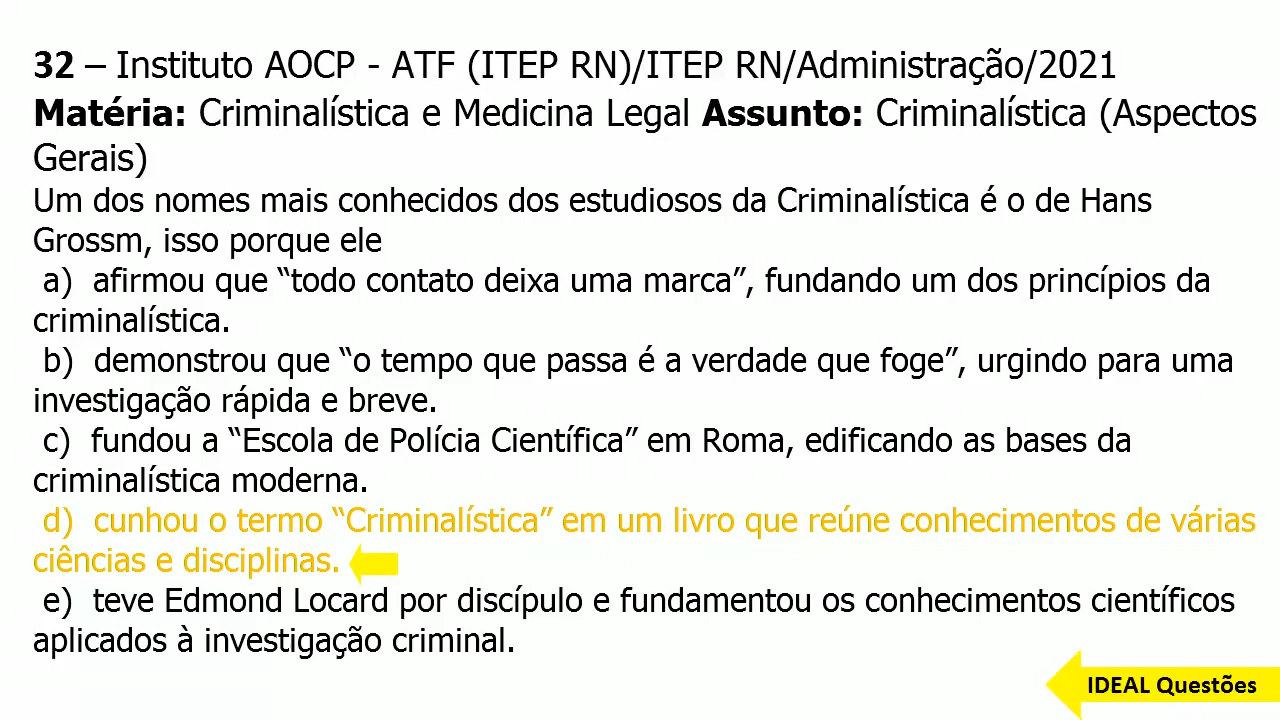 32 – Instituto AOCP - ATF (ITEP RN)/ITEP RN/Administração/2021
Matéria: Criminalística e Medicina Legal Assunto: Criminalística (Aspectos
Gerais)
Um dos nomes mais conhecidos dos estudiosos da Criminalística é o de Hans
Grossm, isso porque ele
a) afirmou que “todo contato deixa uma marca”, fundando um dos princípios da
criminalística.
b) demonstrou que “o tempo que passa é a verdade que foge”, urgindo para uma
investigação rápida e breve.
c) fundou a “Escola de Polícia Científica” em Roma, edificando as bases da
criminalística moderna.
d) cunhou o termo “Criminalística” em um livro que reúne conhecimentos de várias
ciências e disciplinas.
e) teve Edmond Locard por discípulo e fundamentou os conhecimentos científicos
aplicados à investigação criminal.
IDEAL Questões